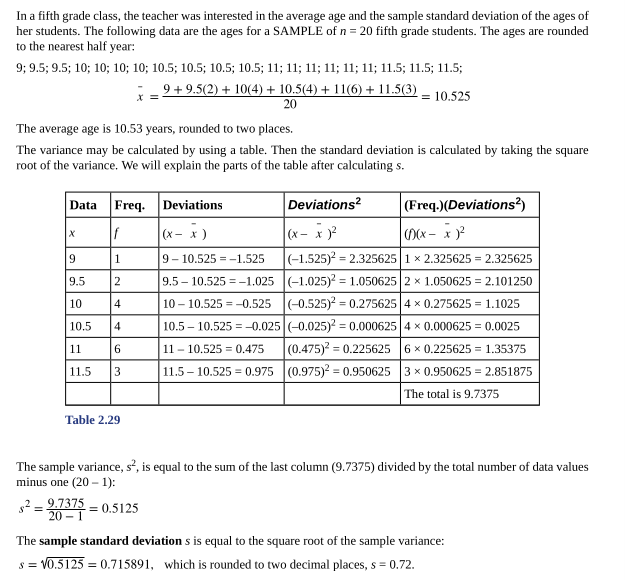 In a fifth grade class, the teacher was interested in the average age and the sample standard deviation of the ages of
her students. The following data are the ages for a SAMPLE of n = 20 fifth grade students. The ages are rounded
to the nearest half year:
9; 9.5; 9.5; 10; 10; 10; 10; 10.5; 10.5; 10.5; 10.5; 11; 11; 11; 11; 11; 11; 11.5; 11.5; 11.5;
x̄ = (9 + 9.5(2) + 10(4) + 10.5(4) + 11(6) + 11.5(3))/20 = 10.525
The average age is 10.53 years, rounded to two places.
The variance may be calculated by using a table. Then the standard deviation is calculated by taking the square
root of the variance. We will explain the parts of the table after calculating s.
Data Freq. Deviations Deviations² (Freq.)(Deviations²)
x f (x – x̄) (x – x̄)² (f)(x – x̄)²
9 1 9 – 10.525 = –1.525 (–1.525)² = 2.325625 1 × 2.325625 = 2.325625
9.5 2 9.5 – 10.525 = –1.025 (–1.025)² = 1.050625 2 × 1.050625 = 2.101250
10 4 10 – 10.525 = –0.525 (–0.525)² = 0.275625 4 × 0.275625 = 1.1025
10.5 4 10.5 – 10.525 = –0.025 (–0.025)² = 0.000625 4 × 0.000625 = 0.0025
11 6 11 – 10.525 = 0.475 (0.475)² = 0.225625 6 × 0.225625 = 1.35375
11.5 3 11.5 – 10.525 = 0.975 (0.975)² = 0.950625 3 × 0.950625 = 2.851875
The total is 9.7375
Table 2.29
The sample variance, s², is equal to the sum of the last column (9.7375) divided by the total number of data values
minus one (20 – 1):
s² = 9.7375/(20 − 1) = 0.5125
The sample standard deviation s is equal to the square root of the sample variance:
s = √0.5125 = 0.715891, which is rounded to two decimal places, s = 0.72.